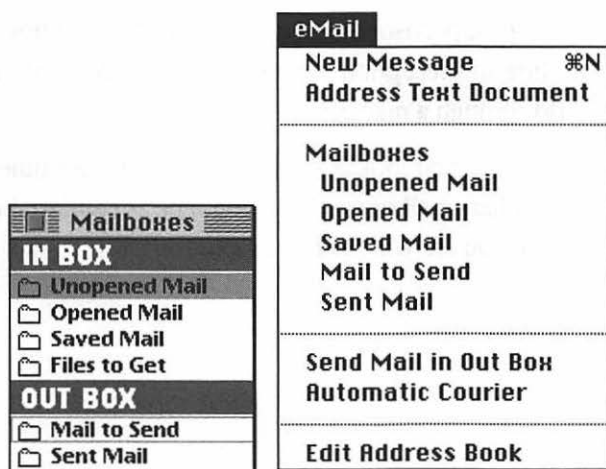 Mailboxes
IN BOX
Unopened Mail
Opened Mail
Saved Mail
Files to Get
OUT BOX
Mail to Send
Sent Mail
eMail
New Message ⌘N
Address Text Document
Mailboxes
Unopened Mail
Opened Mail
Saved Mail
Mail to Send
Sent Mail
Send Mail in Out Box
Automatic Courier
Edit Address Book